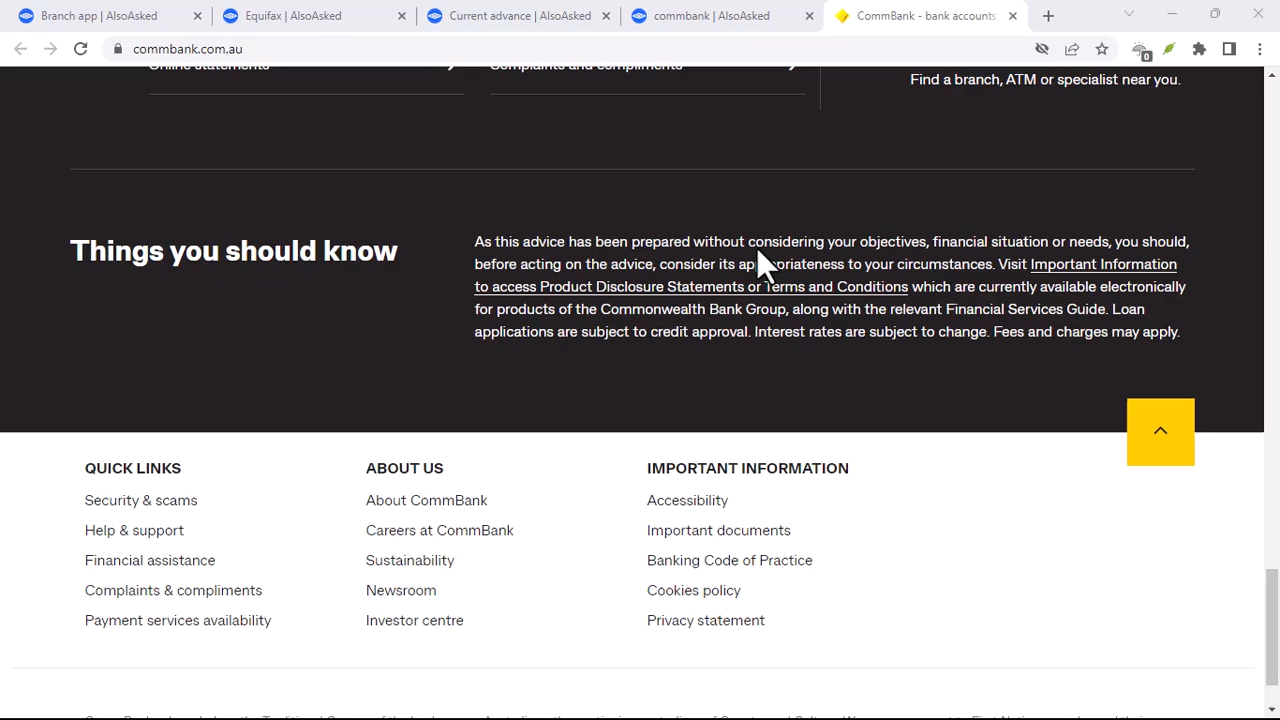 Branch app | AlsoAsked
Equifax | AlsoAsked
Current advance | AlsoAsked
commbank | AlsoAsked
CommBank - bank accounts,
commbank.com.au
0
Online statements
Complaints and compliments
Find a branch, ATM or specialist near you.
Things you should know
As this advice has been prepared without considering your objectives, financial situation or needs, you should,
before acting on the advice, consider its appropriateness to your circumstances. Visit Important Information
to access Product Disclosure Statements or Terms and Conditions which are currently available electronically
for products of the Commonwealth Bank Group, along with the relevant Financial Services Guide. Loan
applications are subject to credit approval. Interest rates are subject to change. Fees and charges may apply.
QUICK LINKS
Security & scams
Help & support
Financial assistance
Complaints & compliments
Payment services availability
ABOUT US
About CommBank
Careers at CommBank
Sustainability
Newsroom
Investor centre
IMPORTANT INFORMATION
Accessibility
Important documents
Banking Code of Practice
Cookies policy
Privacy statement